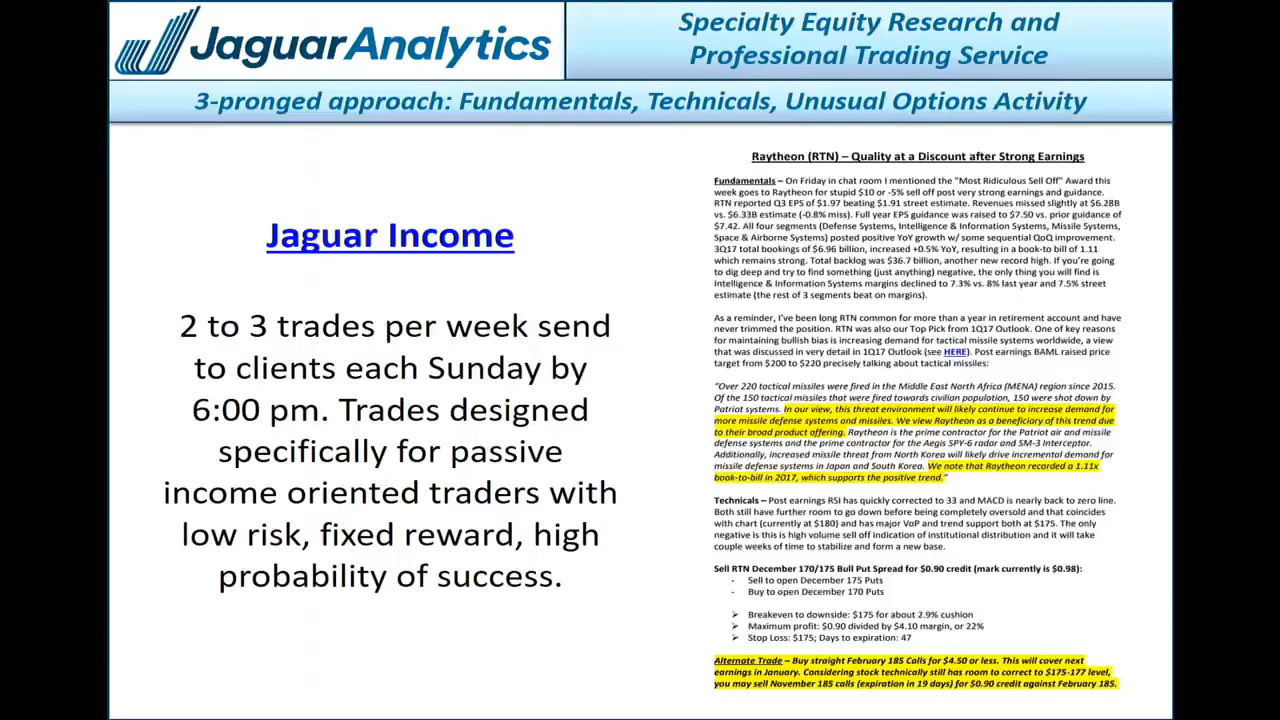 JaguarAnalytics
Specialty Equity Research and
Professional Trading Service
3-pronged approach: Fundamentals, Technicals, Unusual Options Activity
Jaguar Income
2 to 3 trades per week send
to clients each Sunday by
6:00 pm. Trades designed
specifically for passive
income oriented traders with
low risk, fixed reward, high
probability of success.
Raytheon (RTN) – Quality at a Discount after Strong Earnings
Fundamentals – On Friday in chat room I mentioned the "Most Ridiculous Sell Off" Award this
week goes to Raytheon for stupid $10 or -5% sell off post very strong earnings and guidance.
RTN reported Q3 EPS of $1.97 beating $1.91 street estimate. Revenues missed slightly at $6.28B
vs. $6.33B estimate (-0.8% miss). Full year EPS guidance was raised to $7.50 vs. prior guidance of
$7.42. All four segments (Defense Systems, Intelligence & Information Systems, Missile Systems,
Space & Airborne Systems) posted positive YoY growth w/ some sequential QoQ improvement.
3Q17 total bookings of $6.96 billion, increased +0.5% YoY, resulting in a book-to bill of 1.11
which remains strong. Total backlog was $36.7 billion, another new record high. If you're going
to dig deep and try to find something (just anything) negative, the only thing you will find is
Intelligence & Information Systems margins declined to 7.3% vs. 8% last year and 7.5% street
estimate (the rest of 3 segments beat on margins).
As a reminder, I've been long RTN common for more than a year in retirement account and have
never trimmed the position. RTN was also our Top Pick from 1Q17 Outlook. One of key reasons
for maintaining bullish bias is increasing demand for tactical missile systems worldwide, a view
that was discussed in very detail in 1Q17 Outlook (see HERE). Post earnings BAML raised price
target from $200 to $220 precisely talking about tactical missiles:
"Over 220 tactical missiles were fired in the Middle East North Africa (MENA) region since 2015.
Of the 150 tactical missiles that were fired towards civilian population, 150 were shot down by
Patriot systems. In our view, this threat environment will likely continue to increase demand for
more missile defense systems and missiles. We view Raytheon as a beneficiary of this trend due
to their broad product offering. Raytheon is the prime contractor for the Patriot air and missile
defense systems and the prime contractor for the Aegis SPY-6 radar and SM-3 Interceptor.
Additionally, increased missile threat from North Korea will likely drive incremental demand for
missile defense systems in Japan and South Korea. We note that Raytheon recorded a 1.11x
book-to-bill in 2017, which supports the positive trend."
Technicals – Post earnings RSI has quickly corrected to 33 and MACD is nearly back to zero line.
Both still have further room to go down before being completely oversold and that coincides
with chart (currently at $180) and has major VoP and trend support both at $175. The only
negative is this is high volume sell off indication of institutional distribution and it will take
couple weeks of time to stabilize and form a new base.
Sell RTN December 170/175 Bull Put Spread for $0.90 credit (mark currently is $0.98):
- Sell to open December 175 Puts
- Buy to open December 170 Puts
➢ Breakeven to downside: $175 for about 2.9% cushion
➢ Maximum profit: $0.90 divided by $4.10 margin, or 22%
➢ Stop Loss: $175; Days to expiration: 47
Alternate Trade – Buy straight February 185 Calls for $4.50 or less. This will cover next
earnings in January. Considering stock technically still has room to correct to $175-177 level,
you may sell November 185 calls (expiration in 19 days) for $0.90 credit against February 185.